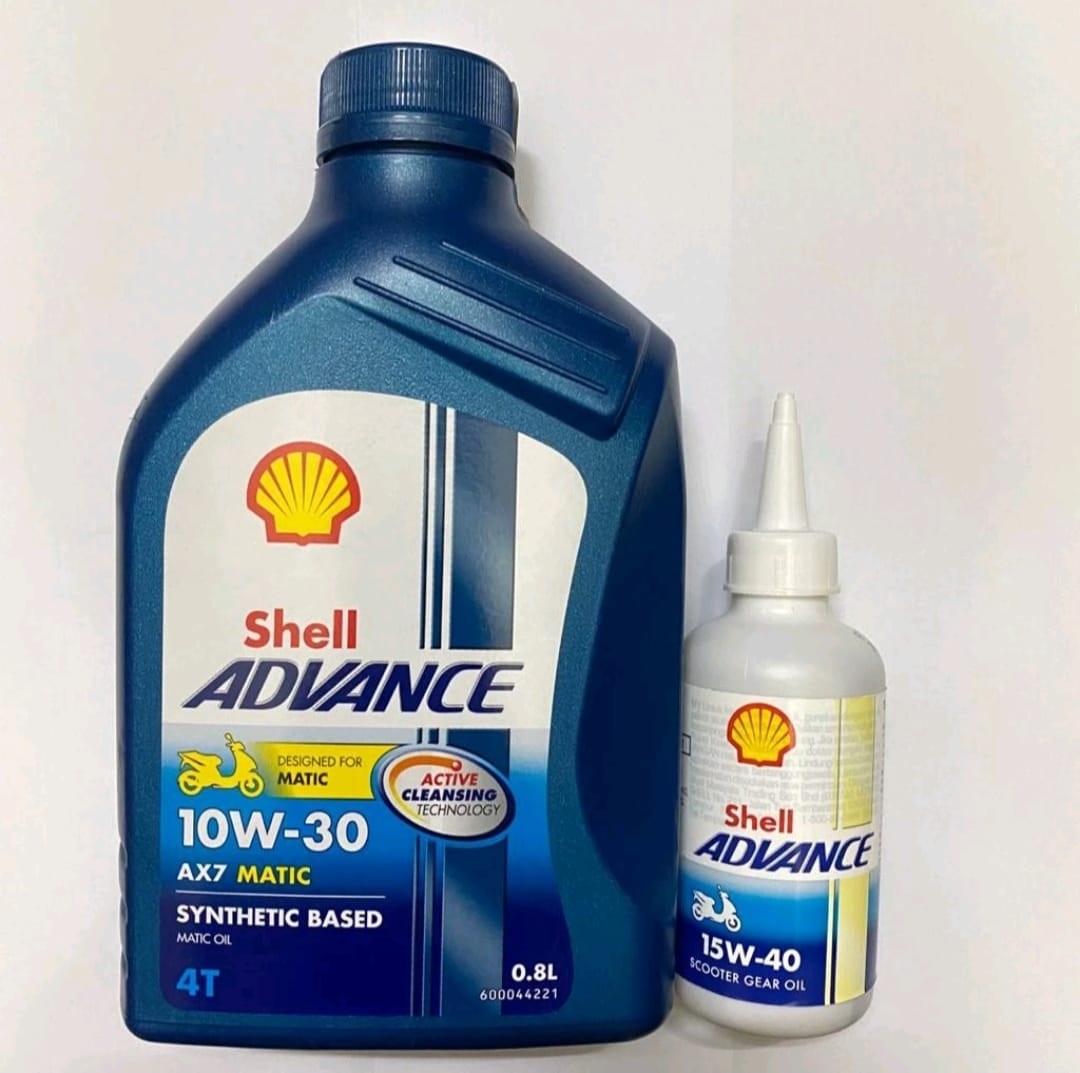 Shell
ADVANCE
DESIGNED FOR
MATIC
ACTIVE
CLEANSING
TECHNOLOGY
10W-30
AX7 MATIC
SYNTHETIC BASED
MATIC OIL
4T
0.8L
600044221
Shell
ADVANCE
15W-40
SCOOTER GEAR OIL